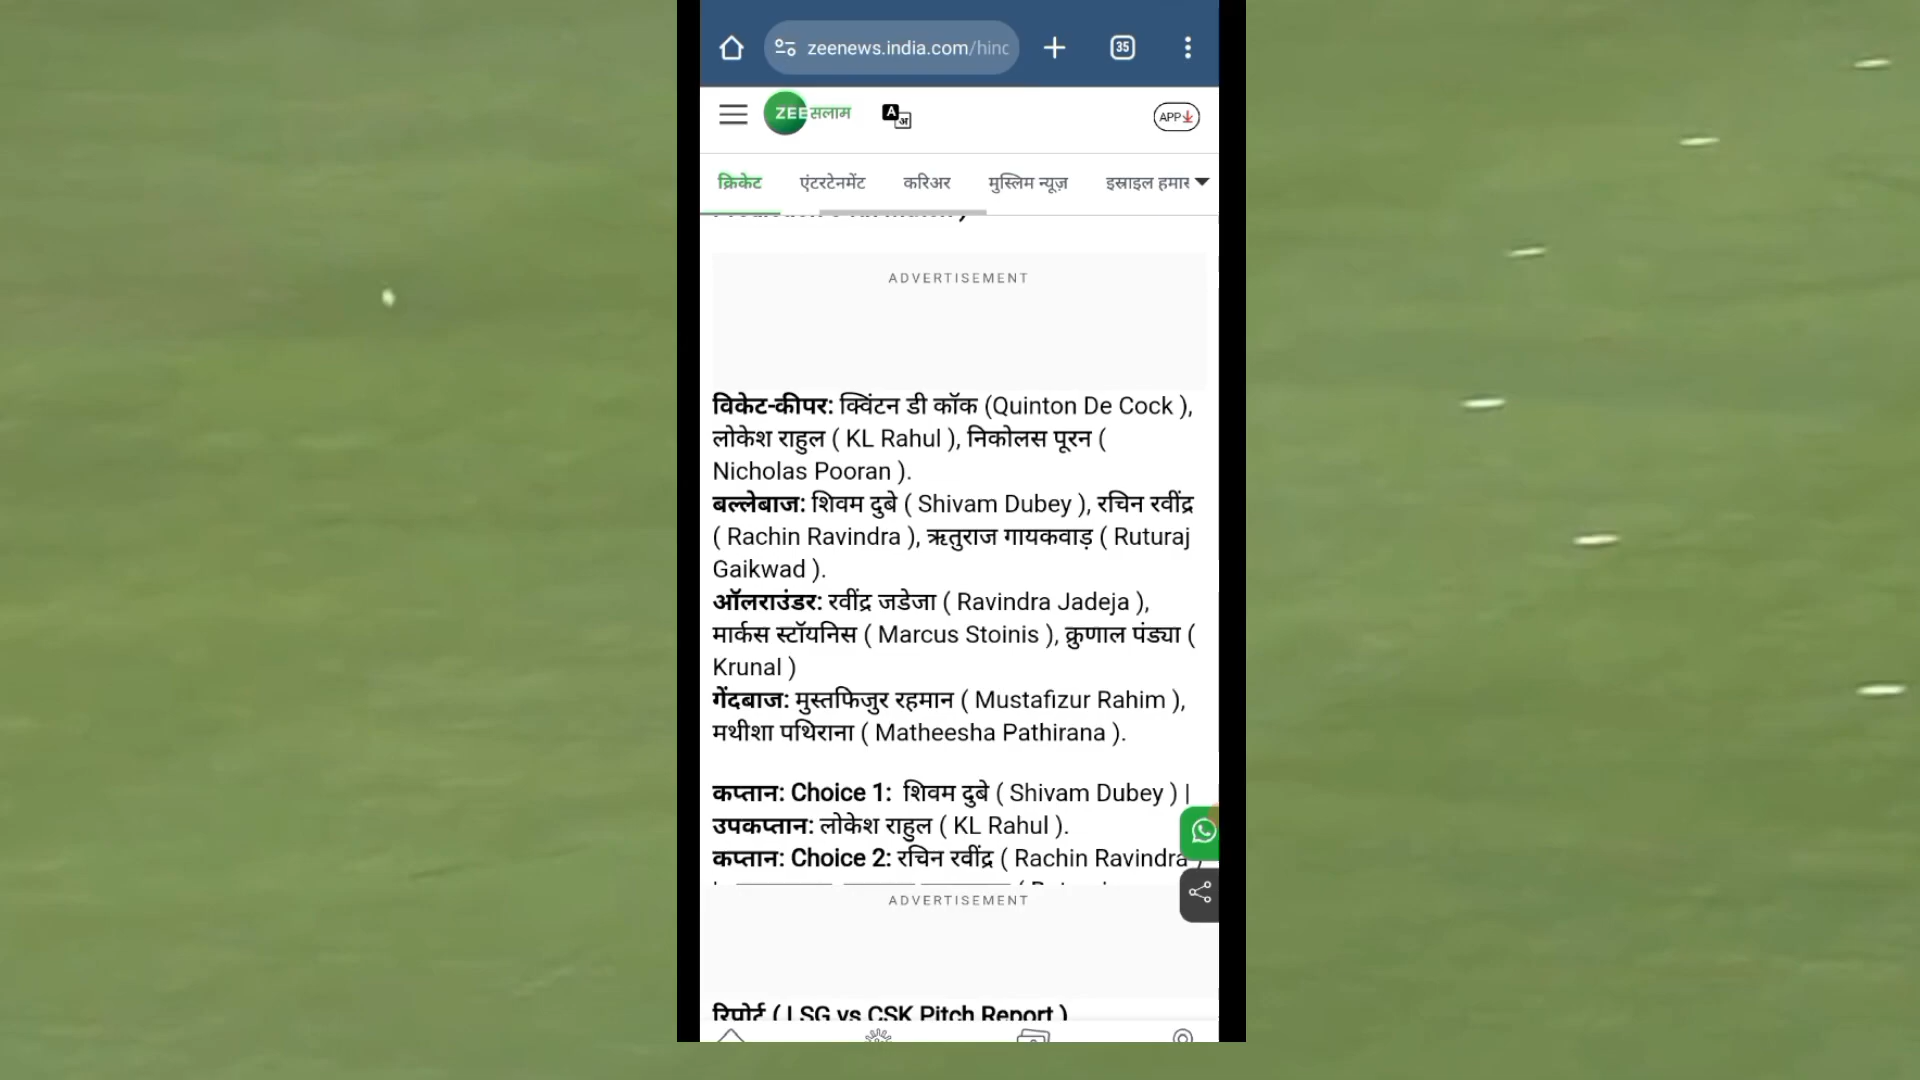 zeenews.india.com/hind
35
ZEE सलाम
A अ
APP
क्रिकेट एंटरटेनमेंट करिअर मुस्लिम न्यूज़ इस्राइल हमास
ADVERTISEMENT
विकेट-कीपर: क्विंटन डी कॉक (Quinton De Cock ),
लोकेश राहुल ( KL Rahul ), निकोलस पूरन (
Nicholas Pooran ).
बल्लेबाज: शिवम दुबे ( Shivam Dubey ), रचिन रवींद्र
( Rachin Ravindra ), ऋतुराज गायकवाड़ ( Ruturaj
Gaikwad ).
ऑलराउंडर: रवींद्र जडेजा ( Ravindra Jadeja ),
मार्कस स्टॉयनिस ( Marcus Stoinis ), क्रुणाल पंड्या (
Krunal )
गेंदबाज: मुस्तफिजुर रहमान ( Mustafizur Rahim ),
मथीशा पथिराना ( Matheesha Pathirana ).
कप्तान: Choice 1: शिवम दुबे ( Shivam Dubey ) |
उपकप्तान: लोकेश राहुल ( KL Rahul ).
कप्तान: Choice 2: रचिन रवींद्र ( Rachin Ravindra )
ADVERTISEMENT
रिपोर्ट ( LSG vs CSK Pitch Report )